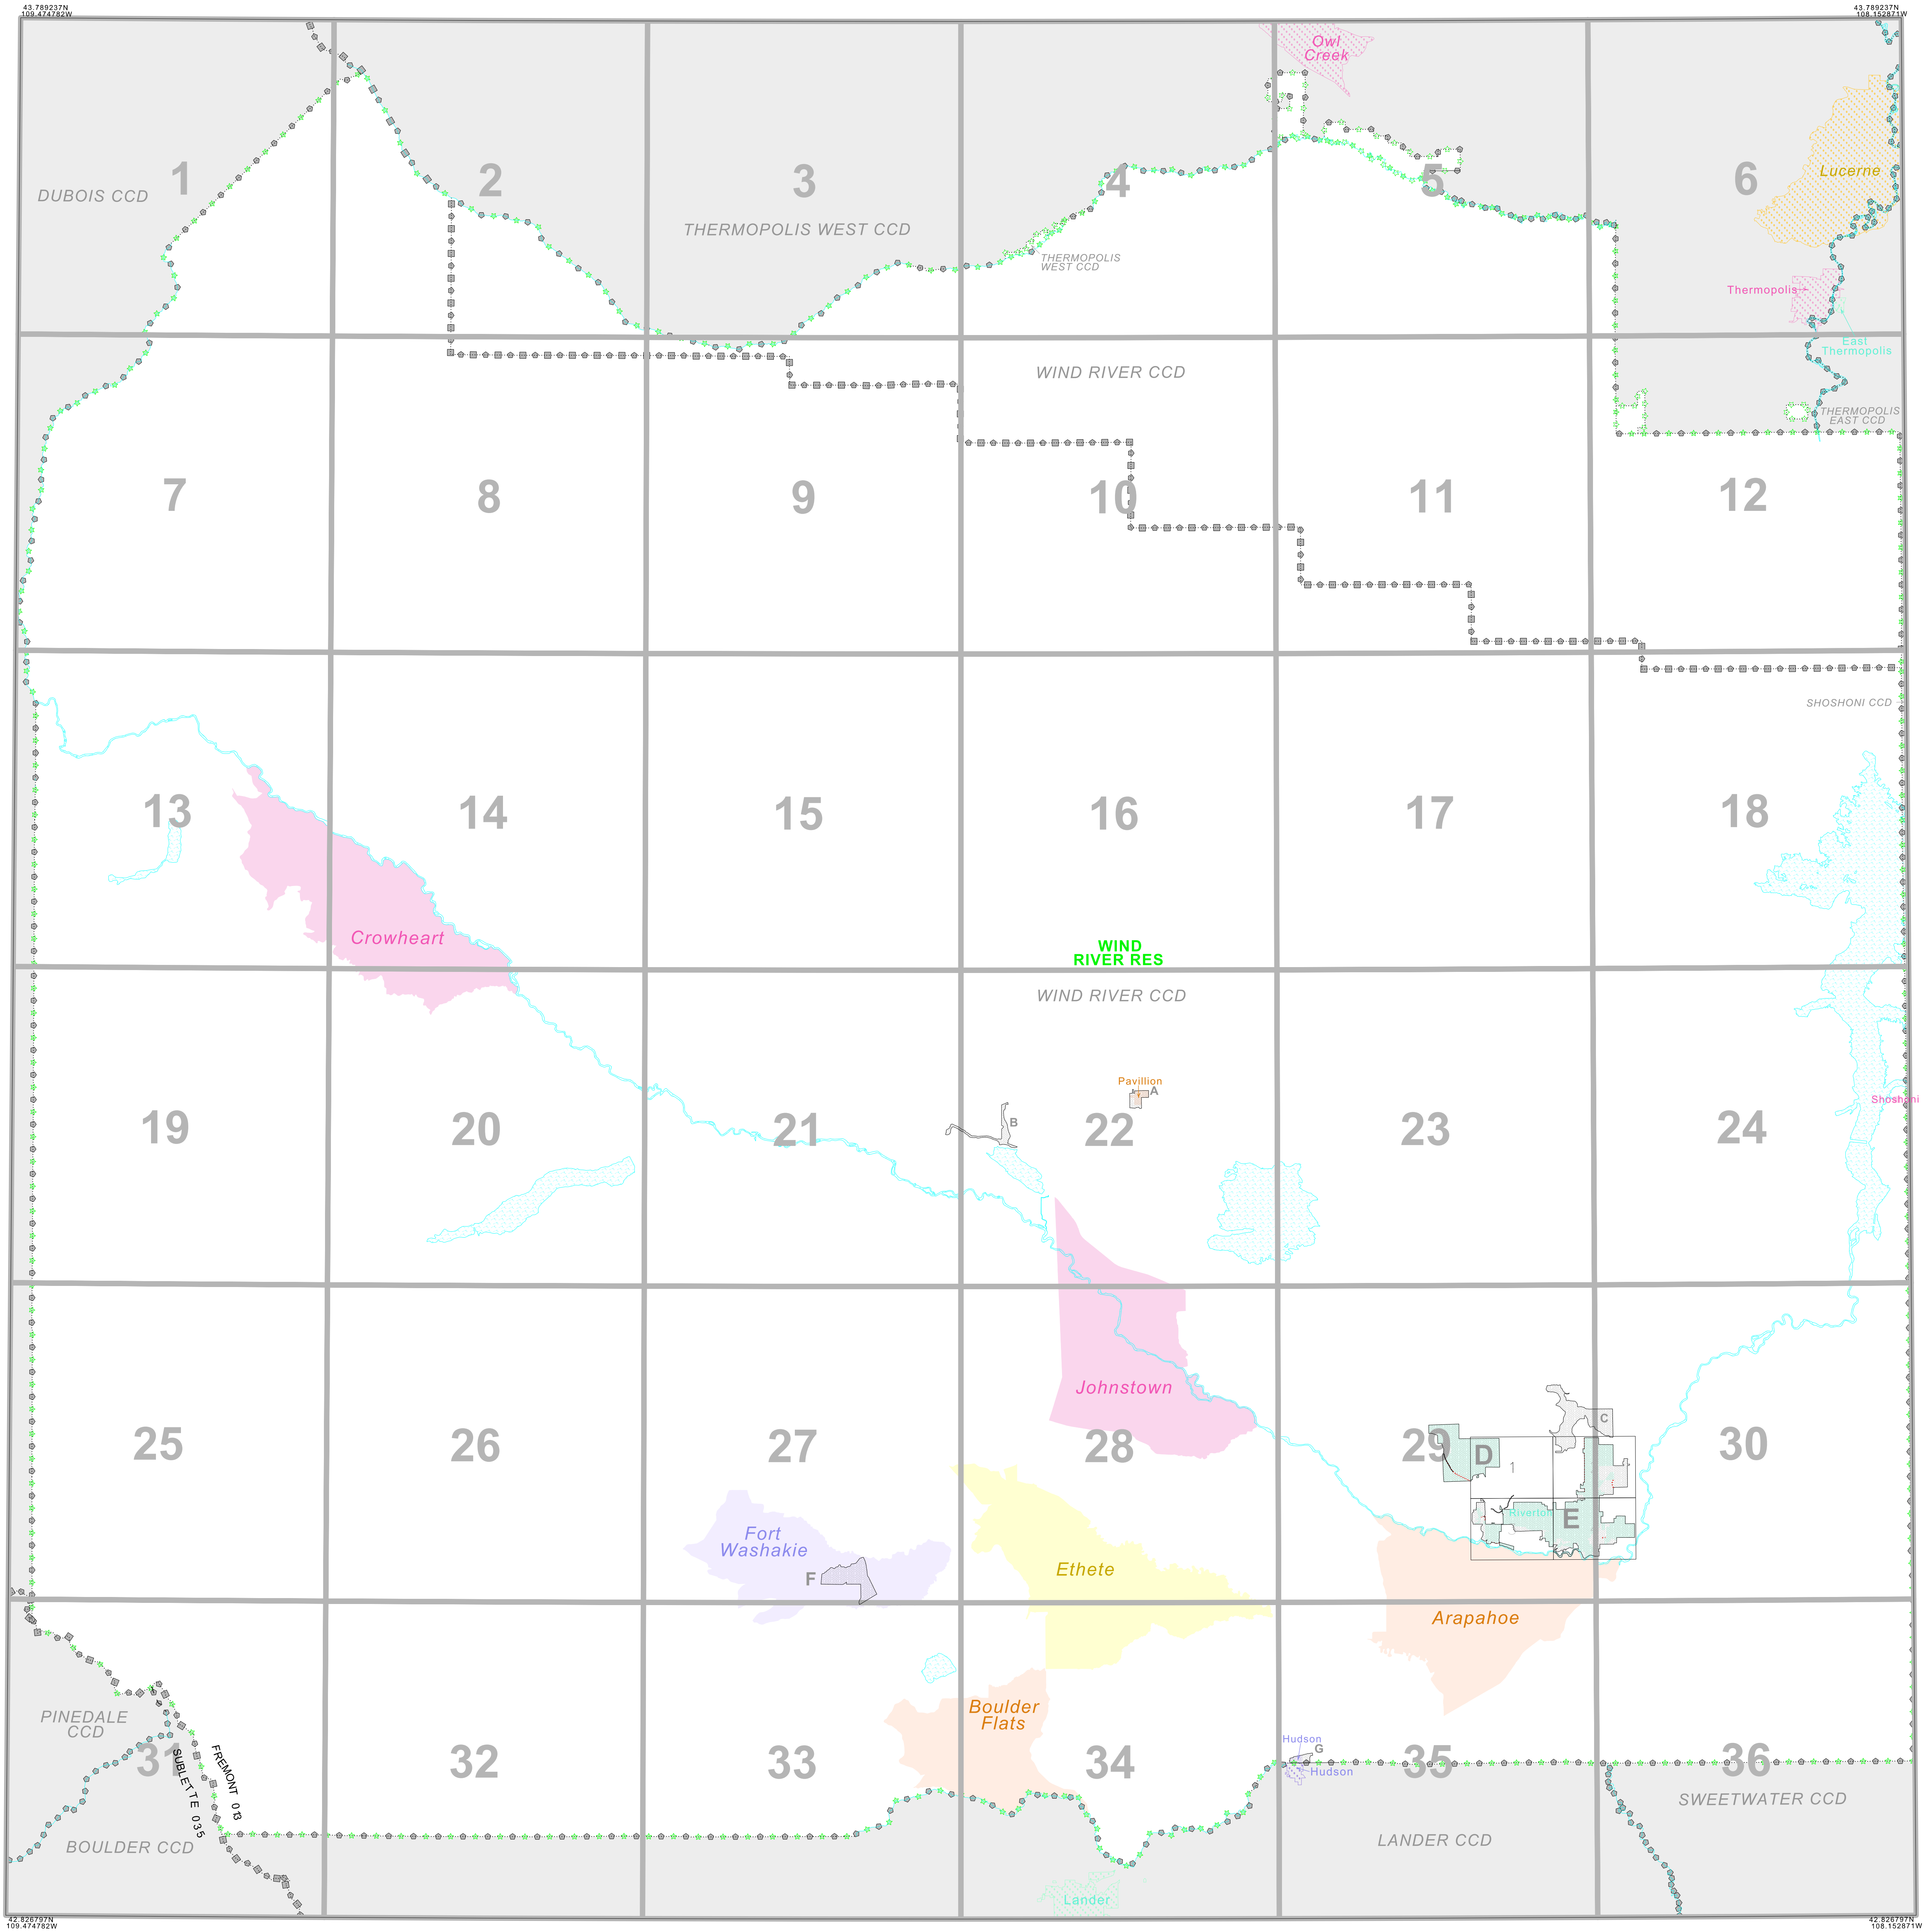 43.789237N
109.474782W
43.789237N
108.152871W
Owl
Creek
1
2
3
4
5
6
DUBOIS CCD
Lucerne
THERMOPOLIS WEST CCD
THERMOPOLIS
WEST CCD
Thermopolis
East
Thermopolis
WIND RIVER CCD
THERMOPOLIS
EAST CCD
7
8
9
10
11
12
SHOSHONI CCD
13
14
15
16
17
18
Crowheart
WIND
RIVER RES
WIND RIVER CCD
Pavillion
A
B
Shoshoni
19
20
21
22
23
24
Johnstown
C
25
26
27
28
29
30
D
1
Riverton
E
Fort
Washakie
F
Ethete
Arapahoe
Boulder
Flats
PINEDALE
CCD
Hudson
G
Hudson
31
32
33
34
35
36
SUBLETTE 035
FREMONT 013
SWEETWATER CCD
LANDER CCD
BOULDER CCD
Lander
42.826797N
109.474782W
42.826797N
108.152871W